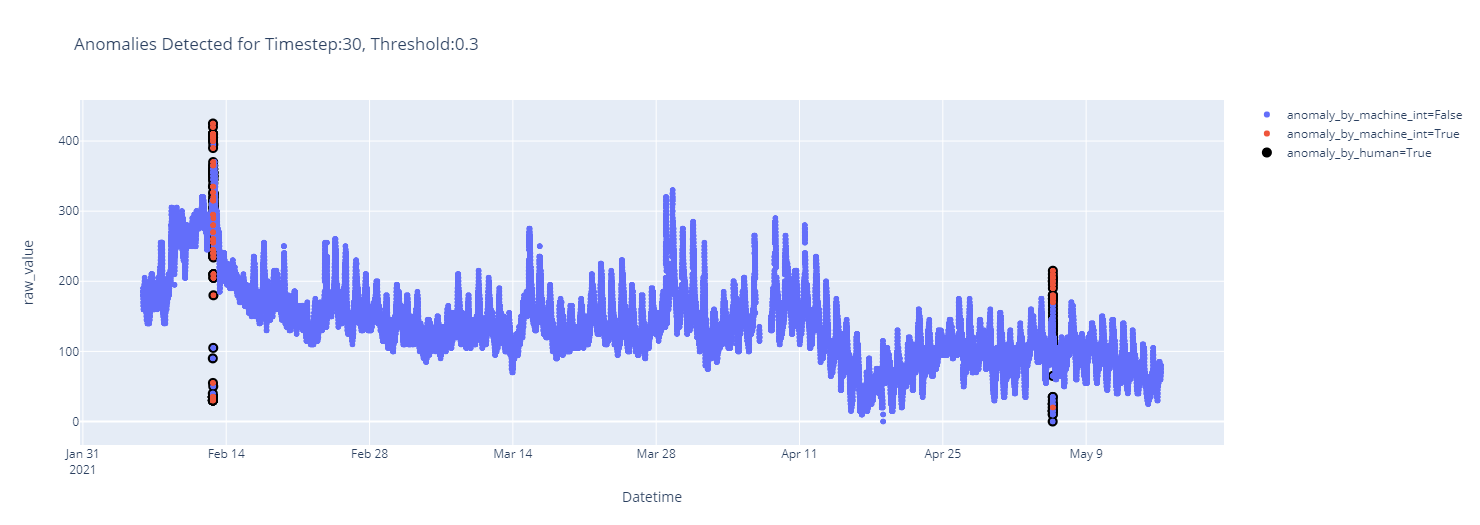 Anomalies Detected for Timestep:30, Threshold:0.3
anomaly_by_machine_int=False
anomaly_by_machine_int=True
anomaly_by_human=True
raw_value
400
300
200
100
0
Jan 31
2021
Feb 14
Feb 28
Mar 14
Mar 28
Apr 11
Apr 25
May 9
Datetime